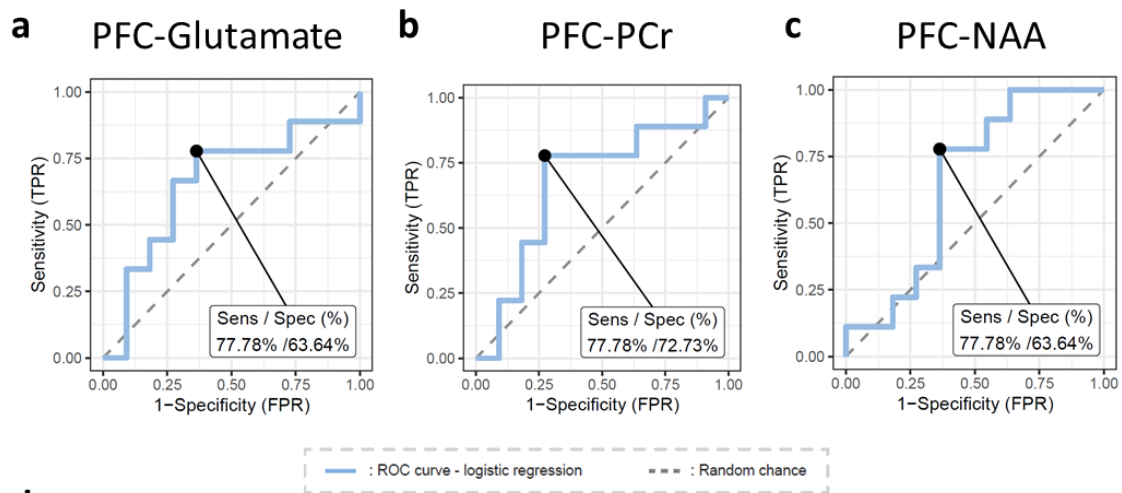 a PFC-Glutamate b PFC-PCr c PFC-NAA
Sensitivity (TPR)
1.00
0.75
0.50
0.25
0.00
Sens / Spec (%)
77.78% /63.64%
0.00 0.25 0.50 0.75 1.00
1−Specificity (FPR)
Sensitivity (TPR)
1.00
0.75
0.50
0.25
0.00
Sens / Spec (%)
77.78% /72.73%
0.00 0.25 0.50 0.75 1.00
1−Specificity (FPR)
Sensitivity (TPR)
1.00
0.75
0.50
0.25
0.00
Sens / Spec (%)
77.78% /63.64%
0.00 0.25 0.50 0.75 1.00
1−Specificity (FPR)
: ROC curve - logistic regression : Random chance